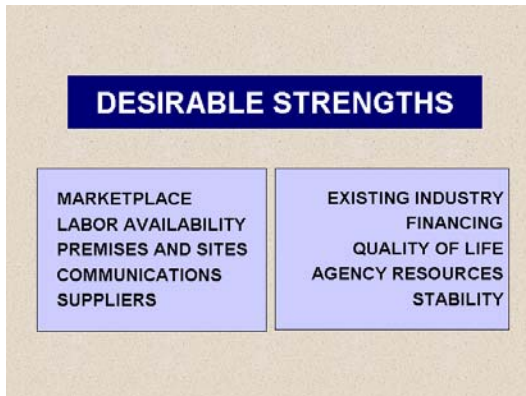 DESIRABLE STRENGTHS
MARKETPLACE
LABOR AVAILABILITY
PREMISES AND SITES
COMMUNICATIONS
SUPPLIERS
EXISTING INDUSTRY
FINANCING
QUALITY OF LIFE
AGENCY RESOURCES
STABILITY